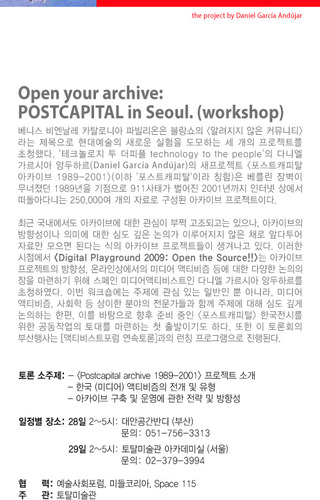 the project by Daniel García Andújar
Open your archive:
POSTCAPITAL in Seoul. (workshop)
베니스 비엔날레 카탈로니아 파빌리온은 블랑쇼의 <알려지지 않은 커뮤니티>
라는 제목으로 현대예술의 새로운 실험을 도모하는 세 개의 프로젝트를
초청했다. '테크놀로지 투 더피플 technology to the people'의 다니엘
가르시아 앙두하르(Daniel García Andújar)의 새프로젝트 <포스트캐피탈
아카이브 1989-2001>(이하 '포스트캐피탈'이라 칭함)은 베를린 장벽이
무너졌던 1989년을 기점으로 911사태가 벌어진 2001년까지 인터넷 상에서
떠돌아다니는 250,000여 개의 자료로 구성된 아카이브 프로젝트이다.
최근 국내에서도 아카이브에 대한 관심이 부쩍 고조되고는 있으나, 아카이브의
방향성이나 의미에 대한 심도 깊은 논의가 이루어지지 않은 채로 앞다투어
자료만 모으면 된다는 식의 아카이브 프로젝트들이 생겨나고 있다. 이러한
시점에서 <Digital Playground 2009: Open the Source!!>는 아카이브
프로젝트의 방향성, 온라인상에서의 미디어 액티비즘 등에 대한 다양한 논의의
장을 마련하기 위해 스페인 미디어액티비스트인 다니엘 가르시아 앙두하르를
초청하였다. 이번 워크숍에는 주제에 관심 있는 일반인 뿐 아니라, 미디어
액티비즘, 사회학 등 상이한 분야의 전문가들과 함께 주제에 대해 심도 깊게
논의하는 한편, 이를 바탕으로 향후 준비 중인 <포스트캐피탈> 한국전시를
위한 공동작업의 토대를 마련하는 첫 출발이기도 하다. 또한 이 토론회의
부산행사는 [액티비스트포럼 연속토론]과의 런칭 프로그램으로 진행된다.
토론 소주제: - <Postcapital archive 1989-2001> 프로젝트 소개
- 한국 (미디어) 액티비즘의 전개 및 유형
- 아카이브 구축 및 운영에 관한 전략 및 방향성
일정별 장소: 28일 2~5시: 대안공간반디 (부산)
문의: 051-756-3313
29일 2~5시: 토탈미술관 아카데미실 (서울)
문의: 02-379-3994
협 력: 예술사회포럼, 미들코리아, Space 115
주 관: 토탈미술관